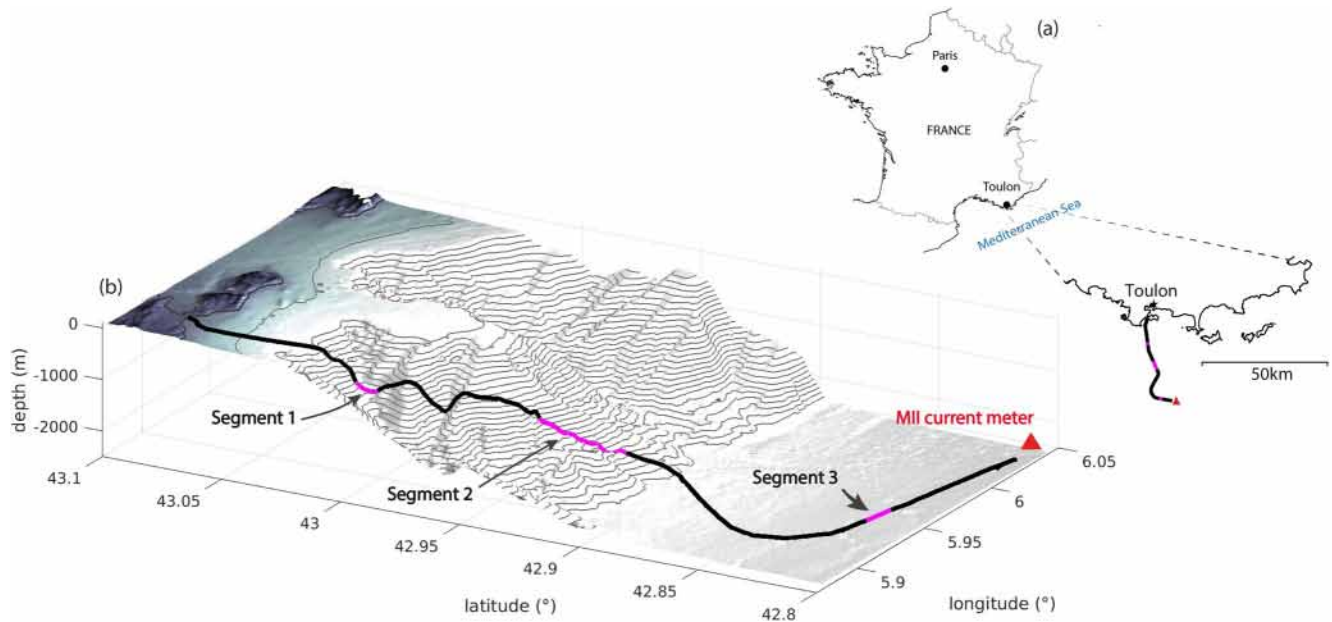 (a)
Paris
FRANCE
Toulon
Mediterranean Sea
Toulon
50km
(b)
0
-1000
-2000
depth (m)
Segment 1
Segment 2
Segment 3
MII current meter
43.1
43.05
43
42.95
42.9
42.85
42.8
latitude (°)
5.9
5.95
6
6.05
longitude (°)